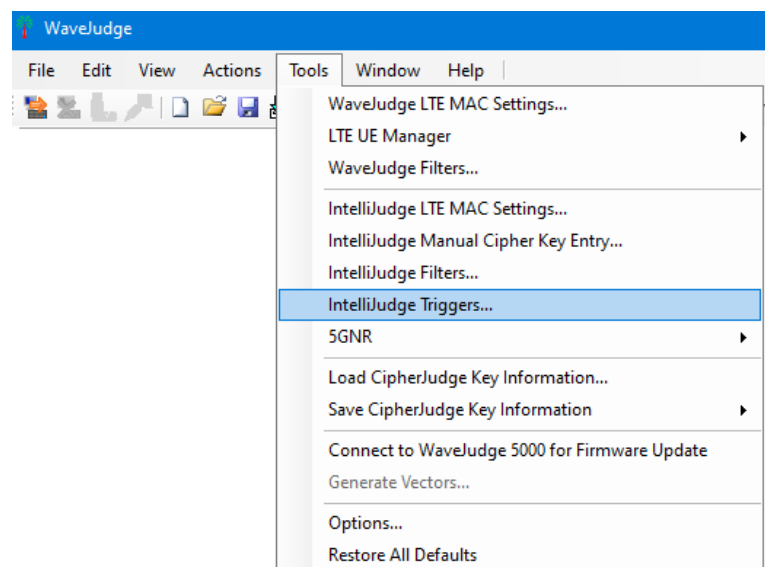 WaveJudge
File Edit View Actions Tools Window Help
WaveJudge LTE MAC Settings...
LTE UE Manager
WaveJudge Filters...
IntelliJudge LTE MAC Settings...
IntelliJudge Manual Cipher Key Entry...
IntelliJudge Filters...
IntelliJudge Triggers...
5GNR
Load CipherJudge Key Information...
Save CipherJudge Key Information
Connect to WaveJudge 5000 for Firmware Update
Generate Vectors...
Options...
Restore All Defaults